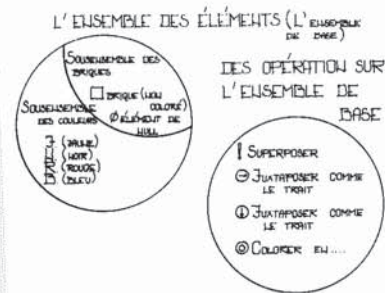 L'ENSEMBLE DES ÉLÉMENTS (L'ENSEMBLE
DE BASE)
SOUSENSEMBLE DES
BRIQUES
BRIQUE (NON
COLORÉ)
Ø ÉLÉMENT DE
NULL
SOUSENSEMBLE
DES COULEURS
(JAUNE)
(NOIR)
(ROUGE)
(BLEU)
DES OPÉRATION SUR
L'ENSEMBLE DE
BASE
SUPERPOSER
JUXTAPOSER COMME
LE TRAIT
JUXTAPOSER COMME
LE TRAIT
COLORER EN....